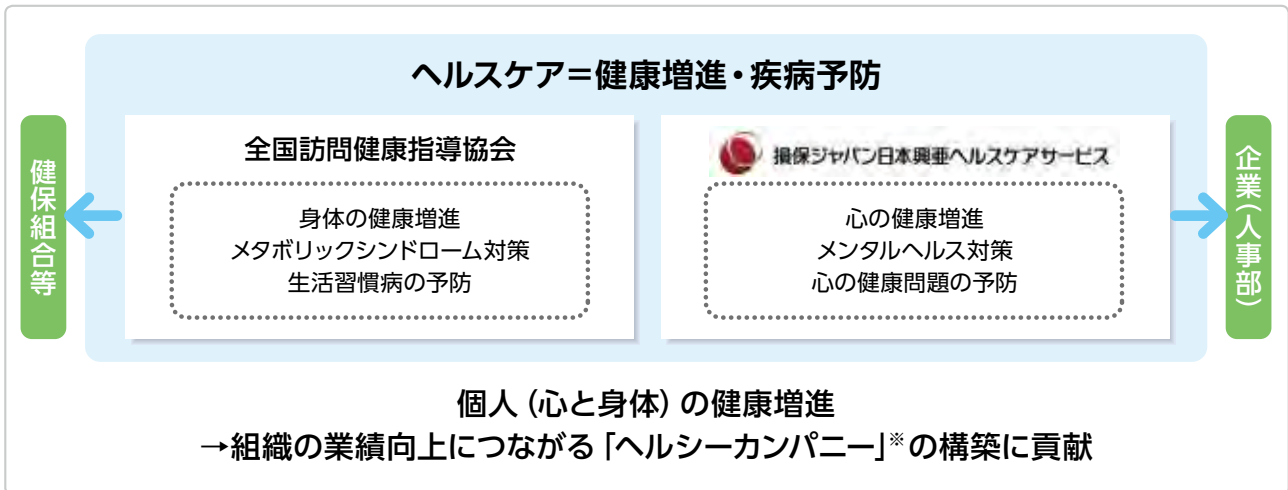 ヘルスケア=健康増進・疾病予防
健保組合等
全国訪問健康指導協会
身体の健康増進
メタボリックシンドローム対策
生活習慣病の予防
損保ジャパン日本興亜ヘルスケアサービス
心の健康増進
メンタルヘルス対策
心の健康問題の予防
企業(人事部)
個人(心と身体)の健康増進
→組織の業績向上につながる「ヘルシーカンパニー」※の構築に貢献